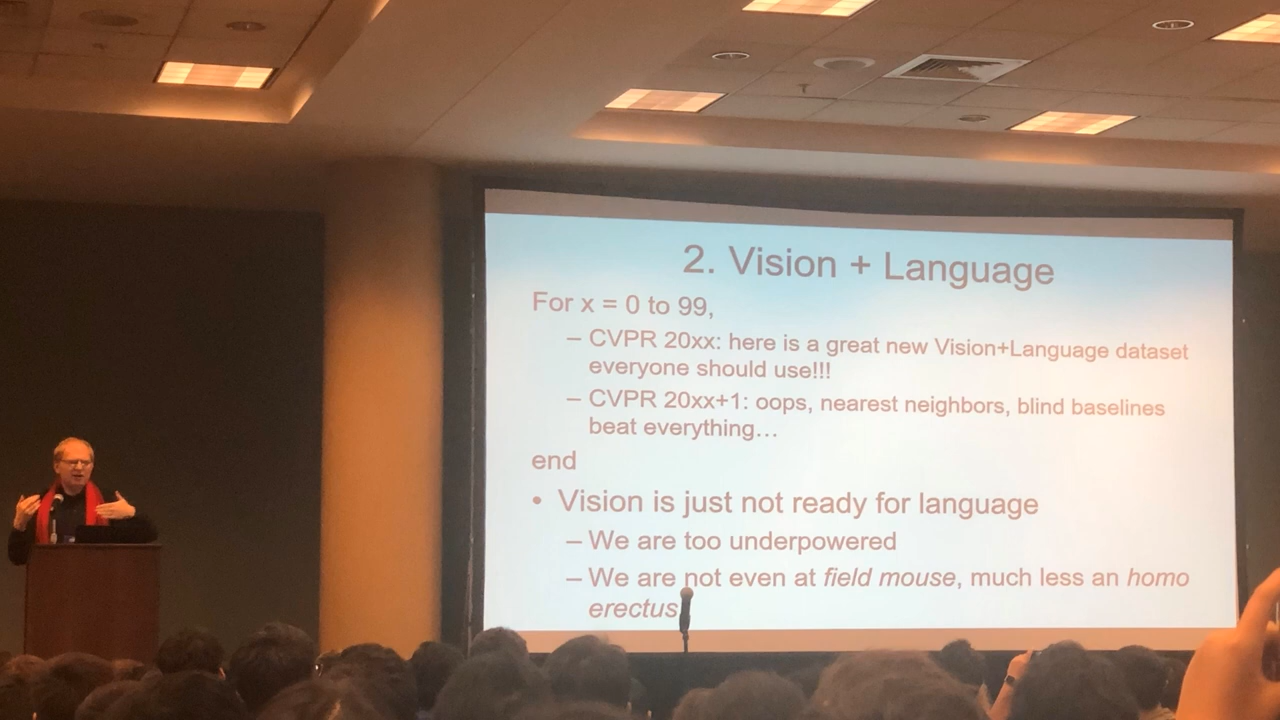 2. Vision + Language
For x = 0 to 99,
– CVPR 20xx: here is a great new Vision+Language dataset
everyone should use!!!
– CVPR 20xx+1: oops, nearest neighbors, blind baselines
beat everything…
end
• Vision is just not ready for language
– We are too underpowered
– We are not even at field mouse, much less an homo
erectus